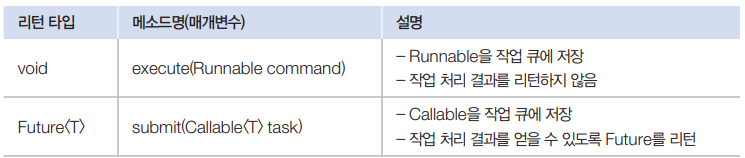 리턴 타입 메소드명(매개변수) 설명
void execute(Runnable command) – Runnable을 작업 큐에 저장
– 작업 처리 결과를 리턴하지 않음
Future〈T〉 submit(Callable〈T〉 task) – Callable을 작업 큐에 저장
– 작업 처리 결과를 얻을 수 있도록 Future를 리턴